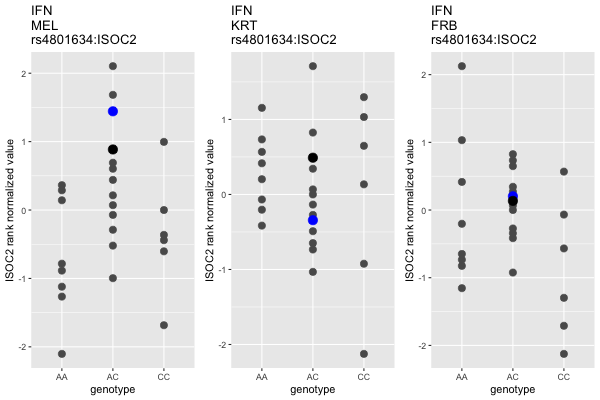 IFN
MEL
rs4801634:ISOC2
ISOC2 rank normalized value
2
1
0
-1
-2
AA
AC
CC
genotype
IFN
KRT
rs4801634:ISOC2
ISOC2 rank normalized value
1
0
-1
-2
AA
AC
CC
genotype
IFN
FRB
rs4801634:ISOC2
ISOC2 rank normalized value
2
1
0
-1
-2
AA
AC
CC
genotype